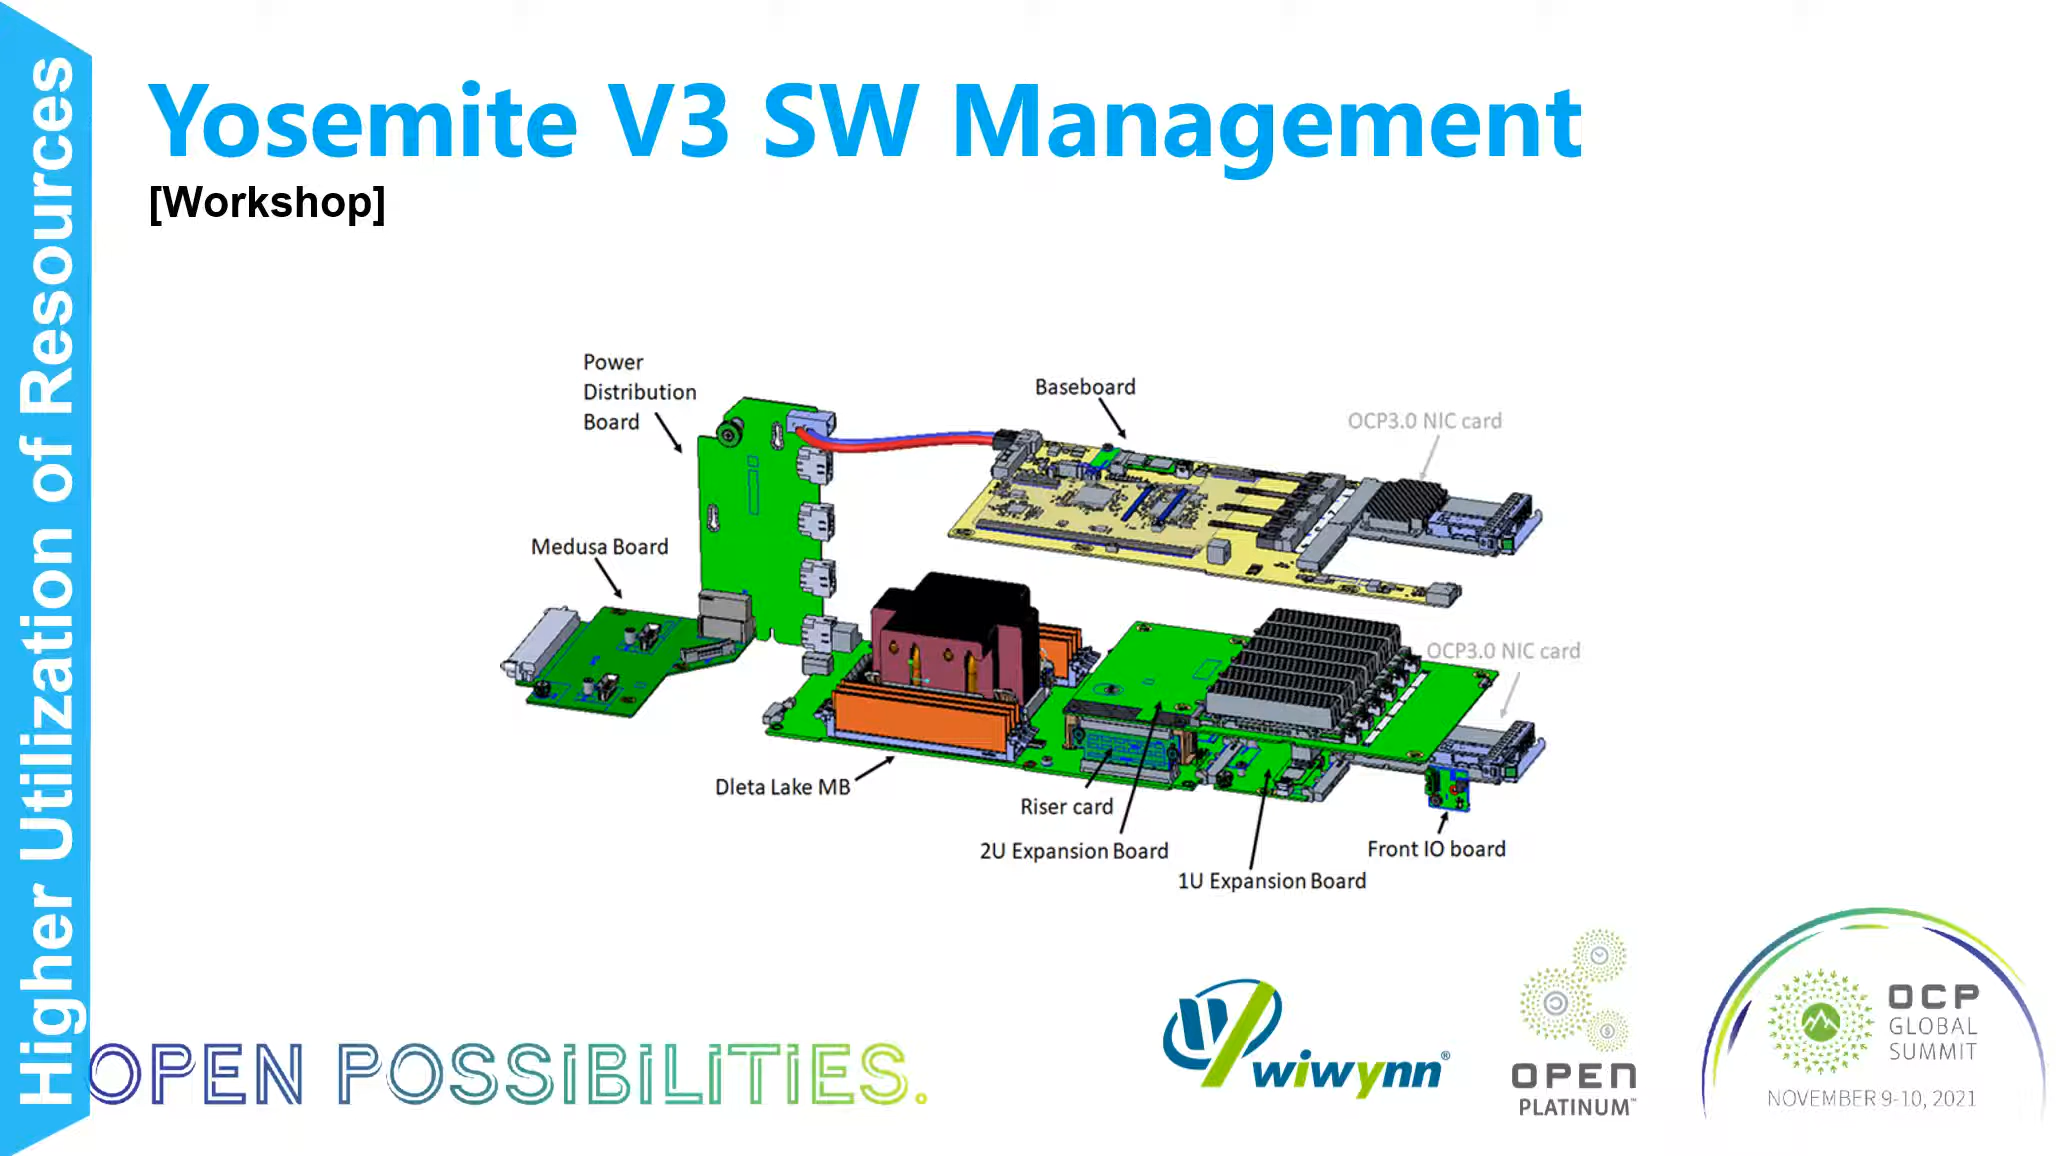 Higher Utilization of Resources
Yosemite V3 SW Management
[Workshop]
Power
Distribution
Board
Baseboard
OCP3.0 NIC card
Medusa Board
OCP3.0 NIC card
Dleta Lake MB
Riser card
2U Expansion Board
1U Expansion Board
Front IO board
OPEN POSSIBILITIES.
wiwynn®
OPEN
PLATINUM™
OCP
GLOBAL
SUMMIT
NOVEMBER 9-10, 2021